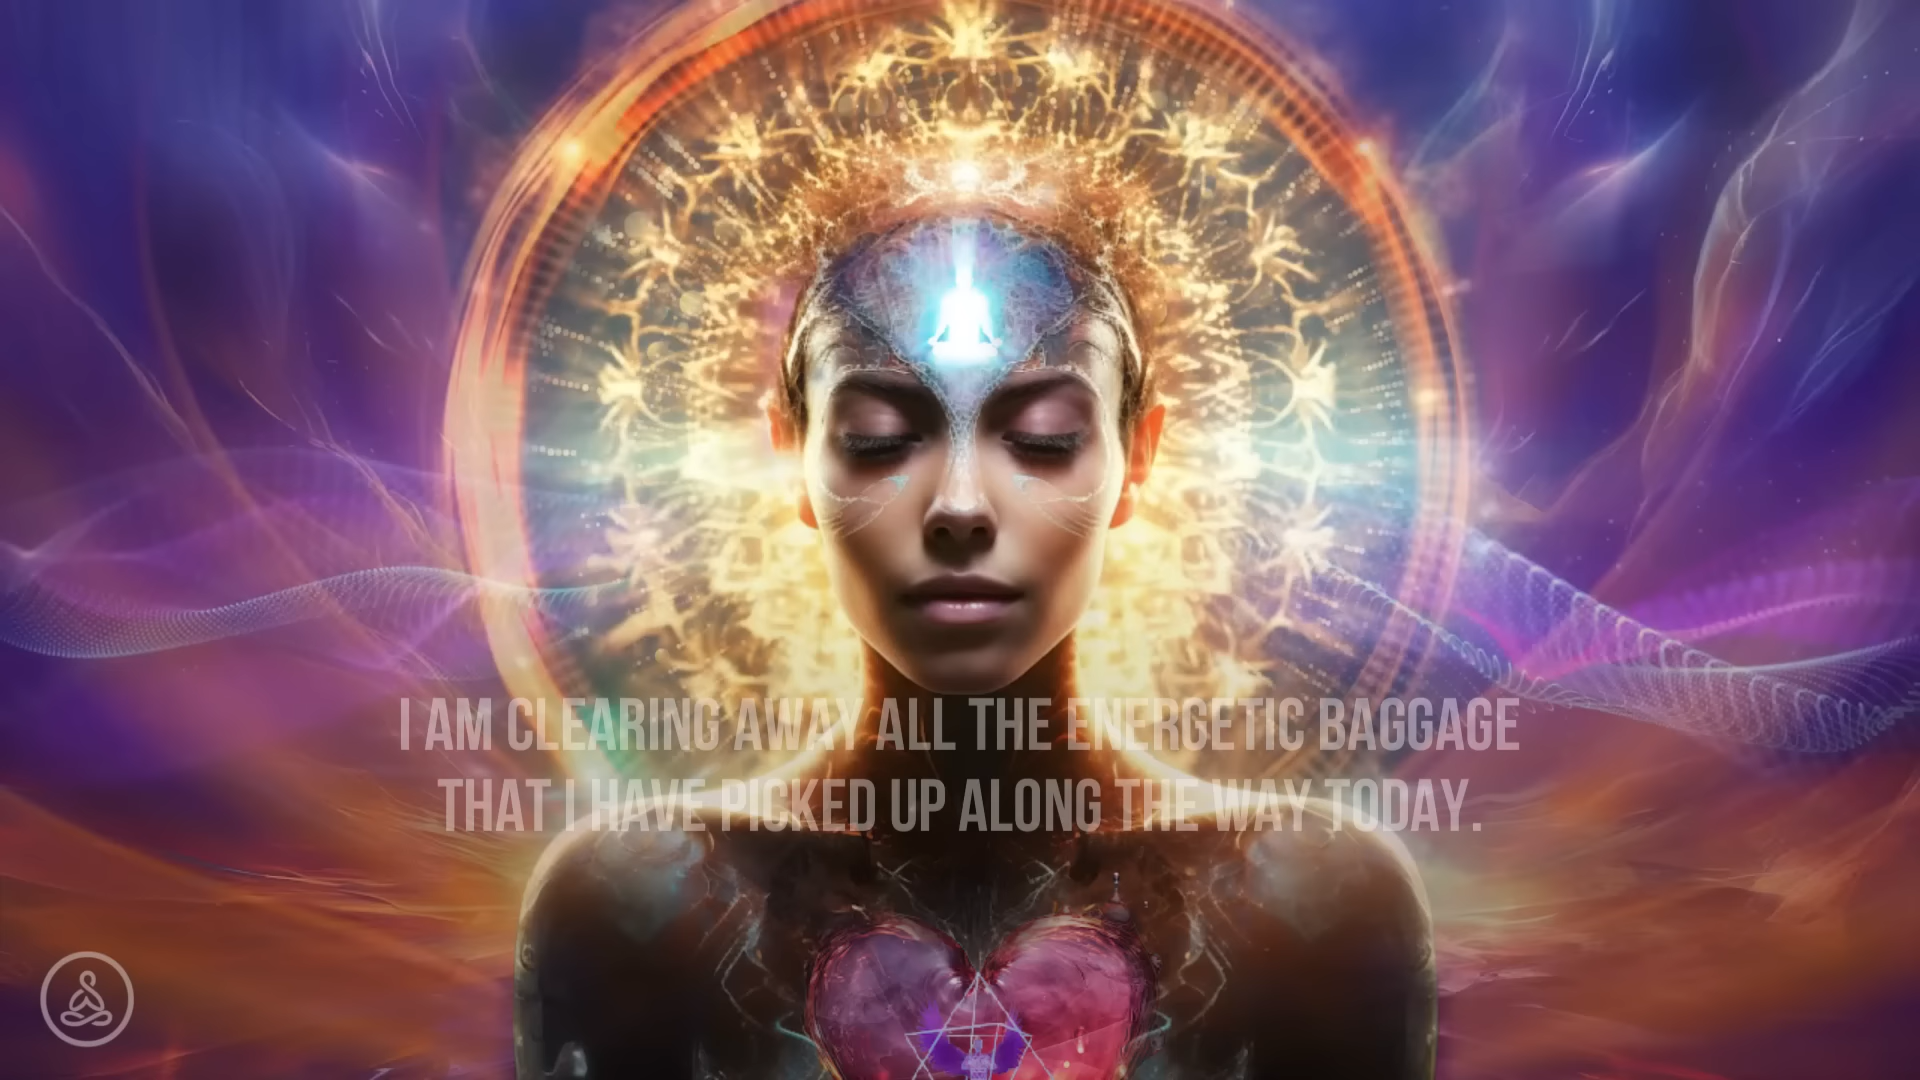 I AM CLEARING AWAY ALL THE ENERGETIC BAGGAGE
THAT I HAVE PICKED UP ALONG THE WAY TODAY.